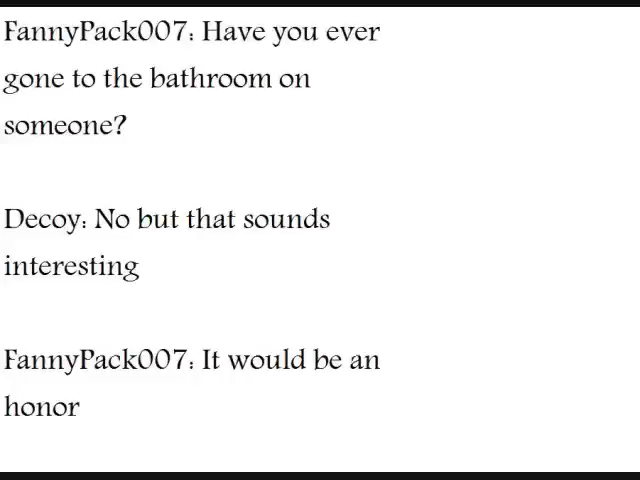 FannyPack007: Have you ever
gone to the bathroom on
someone?
Decoy: No but that sounds
interesting
FannyPack007: It would be an
honor